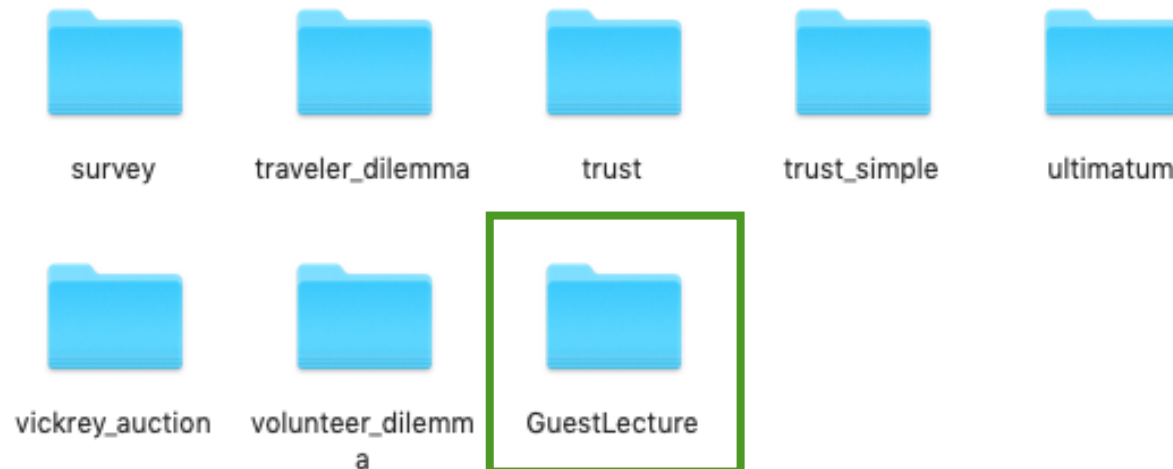 survey traveler_dilemma trust trust_simple ultimatum
vickrey_auction volunteer_dilemm GuestLecture
a